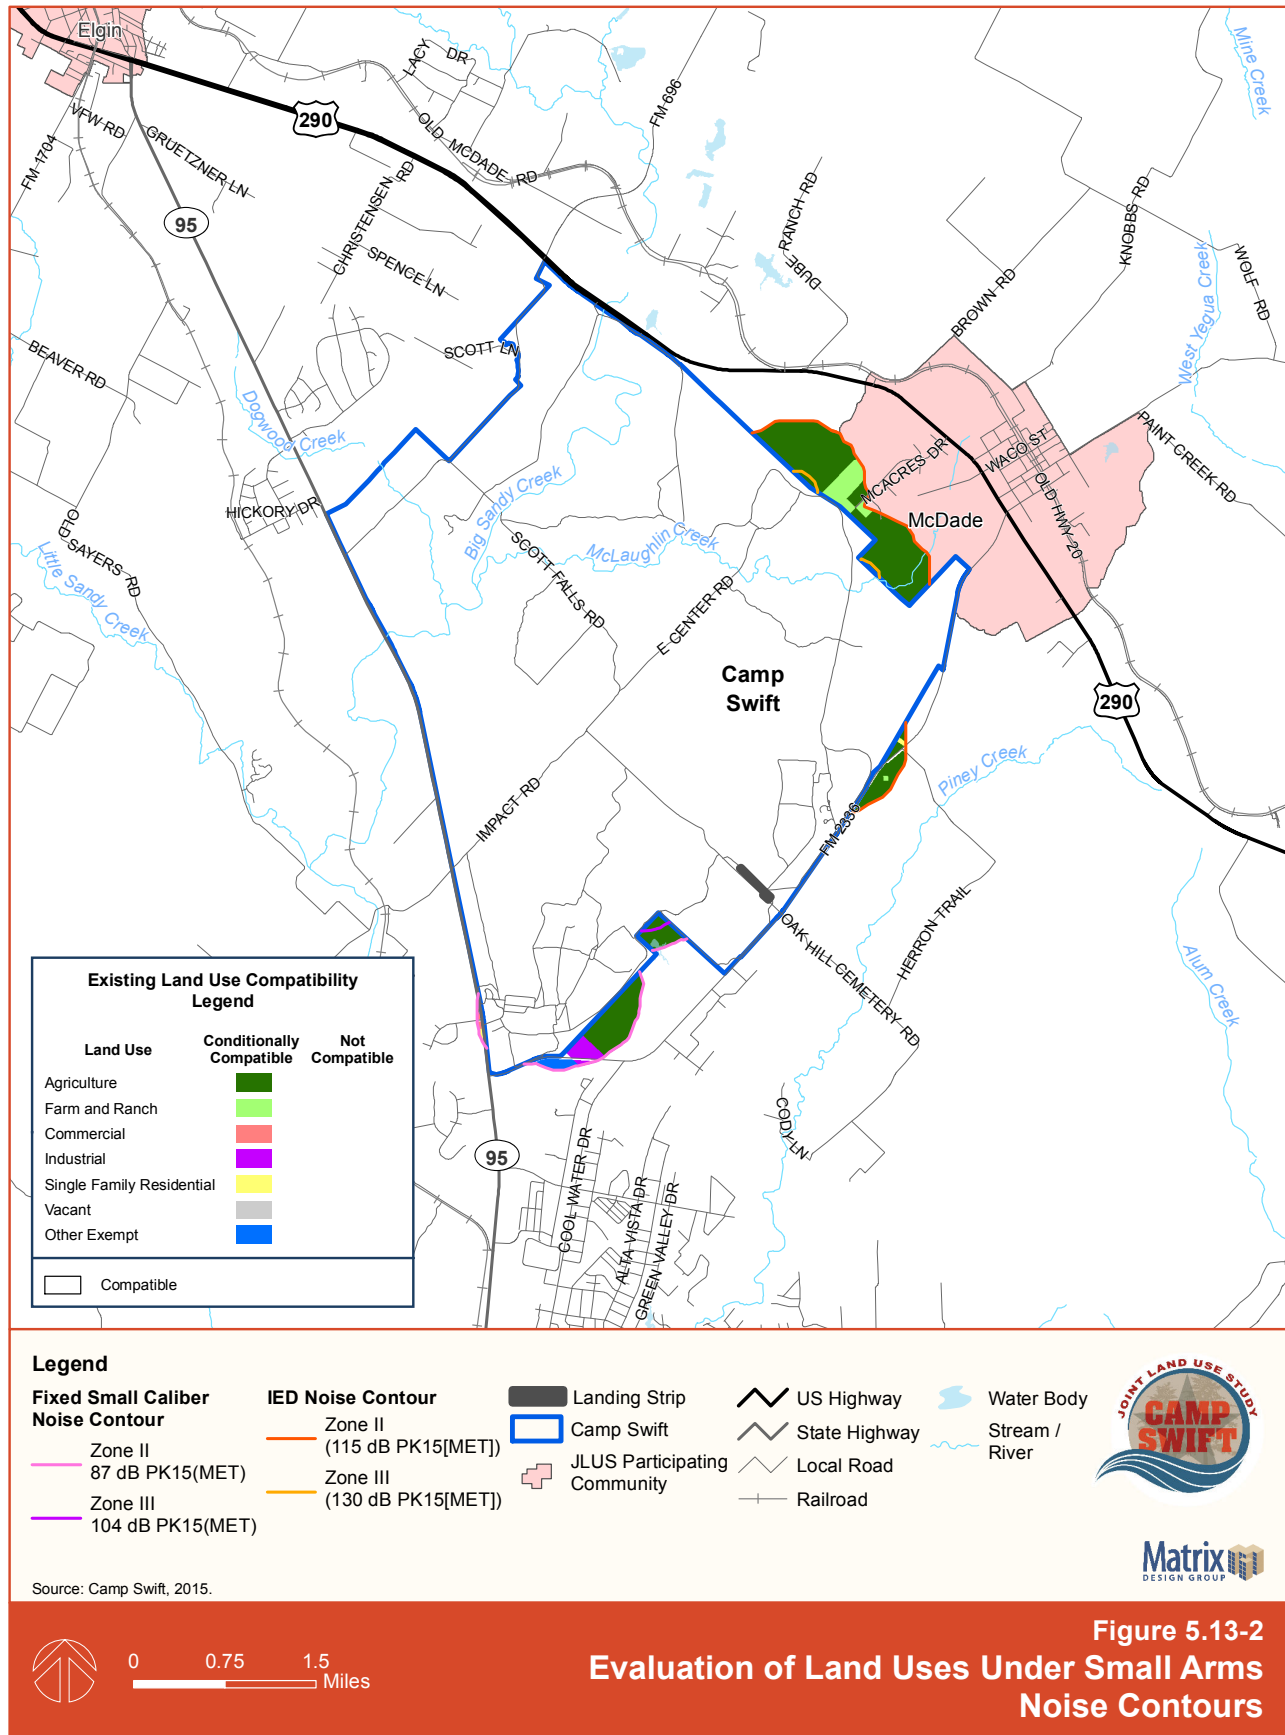 Elgin
LACY
DR
Mine Creek
290
FM 696
VFW RD
OLD MCDADE RD
FM 1704
GRUETZNER LN
CHRISTENSEN RD
DUBE RANCH RD
KNOBBS RD
95
WOLF RD
SPENCE LN
West Yegua Creek
BROWN RD
BEAVER RD
SCOTT LN
Dogwood Creek
PAINT CREEK RD
WACO ST
MCACRES DR
OLD HWY 20
HICKORY DR
Big Sandy Creek
McDade
OLD SAYERS RD
SCOTT FALLS RD
McLaughlin Creek
Little Sandy Creek
E CENTER RD
Camp
Swift
290
Piney Creek
IMPACT RD
FM 2336
HERRON TRAIL
OAK HILL CEMETERY RD
Alum Creek
CODY LN
95
COOL WATER DR
ALTA VISTA DR
GREEN VALLEY DR
Existing Land Use Compatibility
Legend
Land Use
Conditionally
Compatible
Not
Compatible
Agriculture
Farm and Ranch
Commercial
Industrial
Single Family Residential
Vacant
Other Exempt
Compatible
Legend
Fixed Small Caliber
Noise Contour
Zone II
87 dB PK15(MET)
Zone III
104 dB PK15(MET)
IED Noise Contour
Zone II
(115 dB PK15[MET])
Zone III
(130 dB PK15[MET])
Landing Strip
Camp Swift
JLUS Participating
Community
US Highway
State Highway
Local Road
Railroad
Water Body
Stream /
River
JOINT LAND USE STUDY
CAMP
SWIFT
Matrix
DESIGN GROUP
Source: Camp Swift, 2015.
0 0.75 1.5
Miles
Figure 5.13-2
Evaluation of Land Uses Under Small Arms
Noise Contours